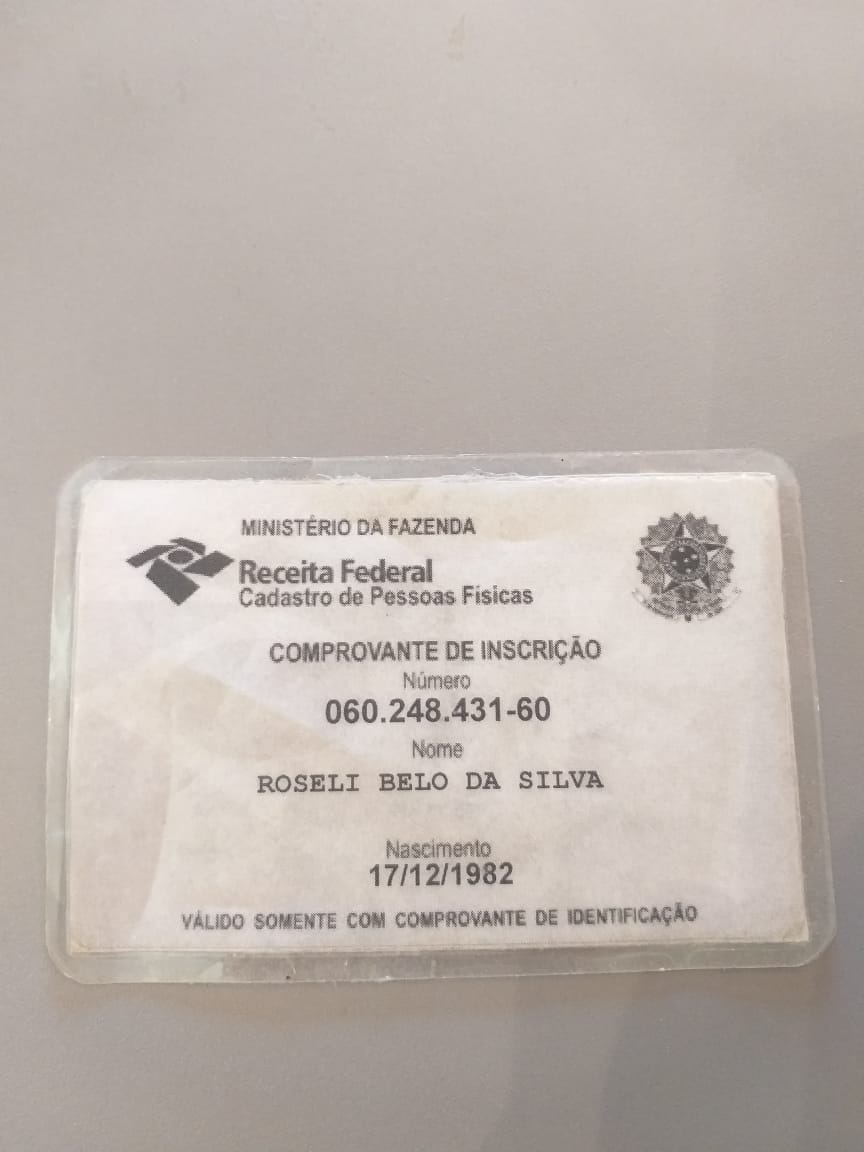 MINISTÉRIO DA FAZENDA
Receita Federal
Cadastro de Pessoas Físicas
COMPROVANTE DE INSCRIÇÃO
Número
060.248.431-60
Nome
ROSELI BELO DA SILVA
Nascimento
17/12/1982
VÁLIDO SOMENTE COM COMPROVANTE DE IDENTIFICAÇÃO